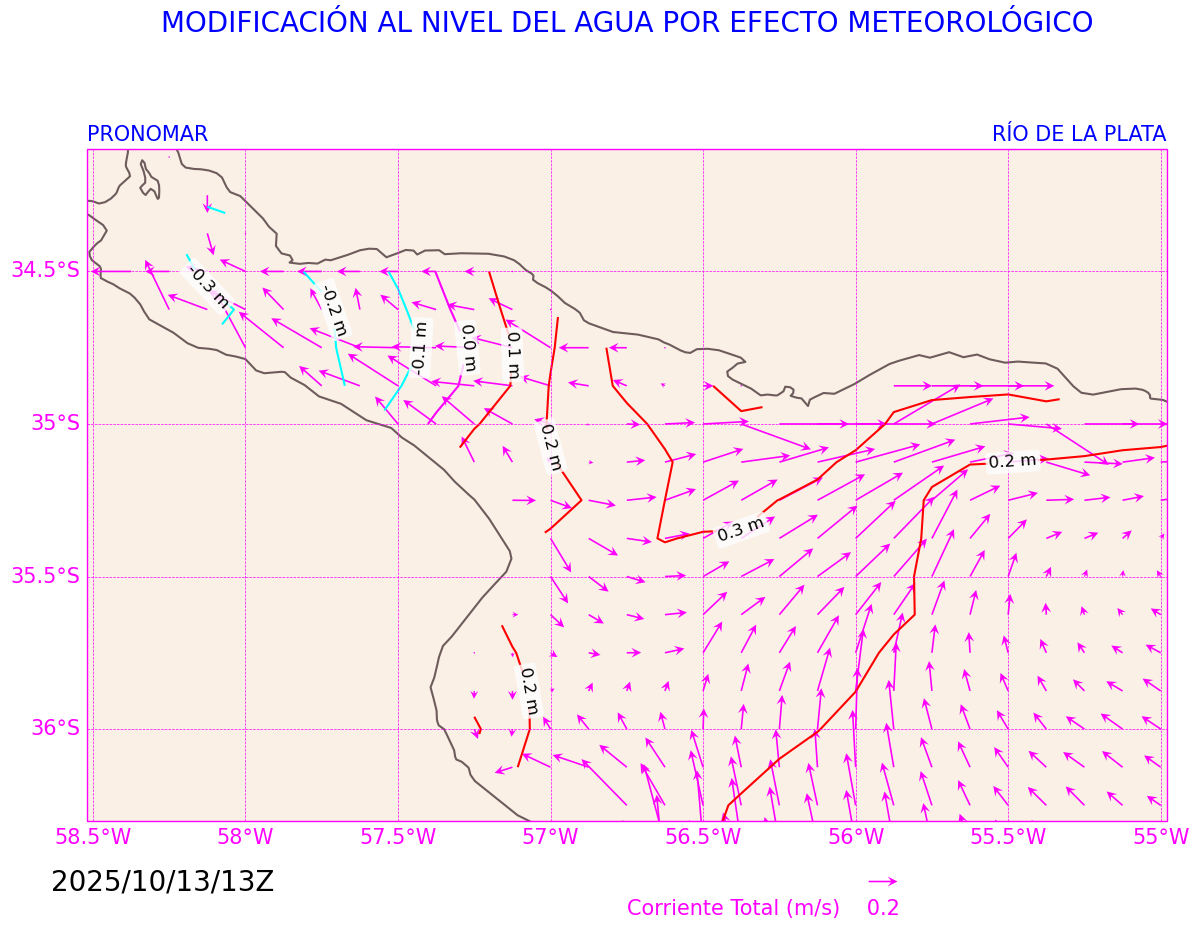 MODIFICACIÓN AL NIVEL DEL AGUA POR EFECTO METEOROLÓGICO
PRONOMAR
RÍO DE LA PLATA
34.5°S
35°S
35.5°S
36°S
-0.3 m
-0.2 m
-0.1 m
0.0 m
0.1 m
0.2 m
0.2 m
0.3 m
0.2 m
58.5°W
58°W
57.5°W
57°W
56.5°W
56°W
55.5°W
55°W
2025/10/13/13Z
Corriente Total (m/s)
0.2